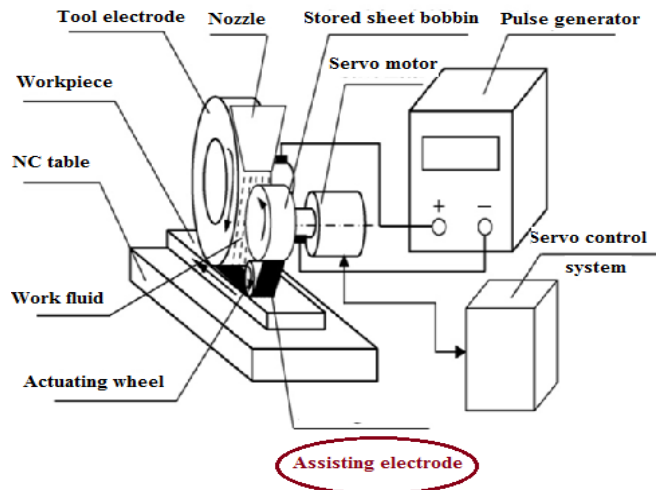 Tool electrode
Nozzle
Stored sheet bobbin
Pulse generator
Workpiece
Servo motor
NC table
+ −
Servo control
system
Work fluid
Actuating wheel
Assisting electrode